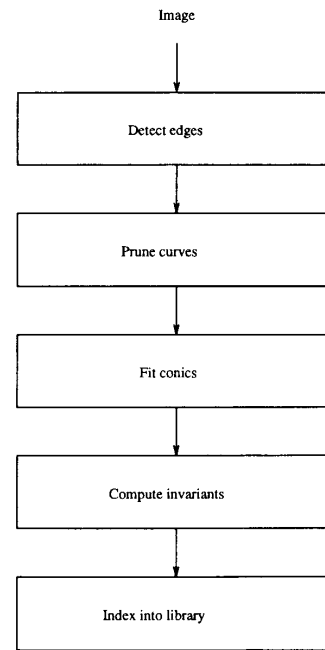 Image
Detect edges
Prune curves
Fit conics
Compute invariants
Index into library